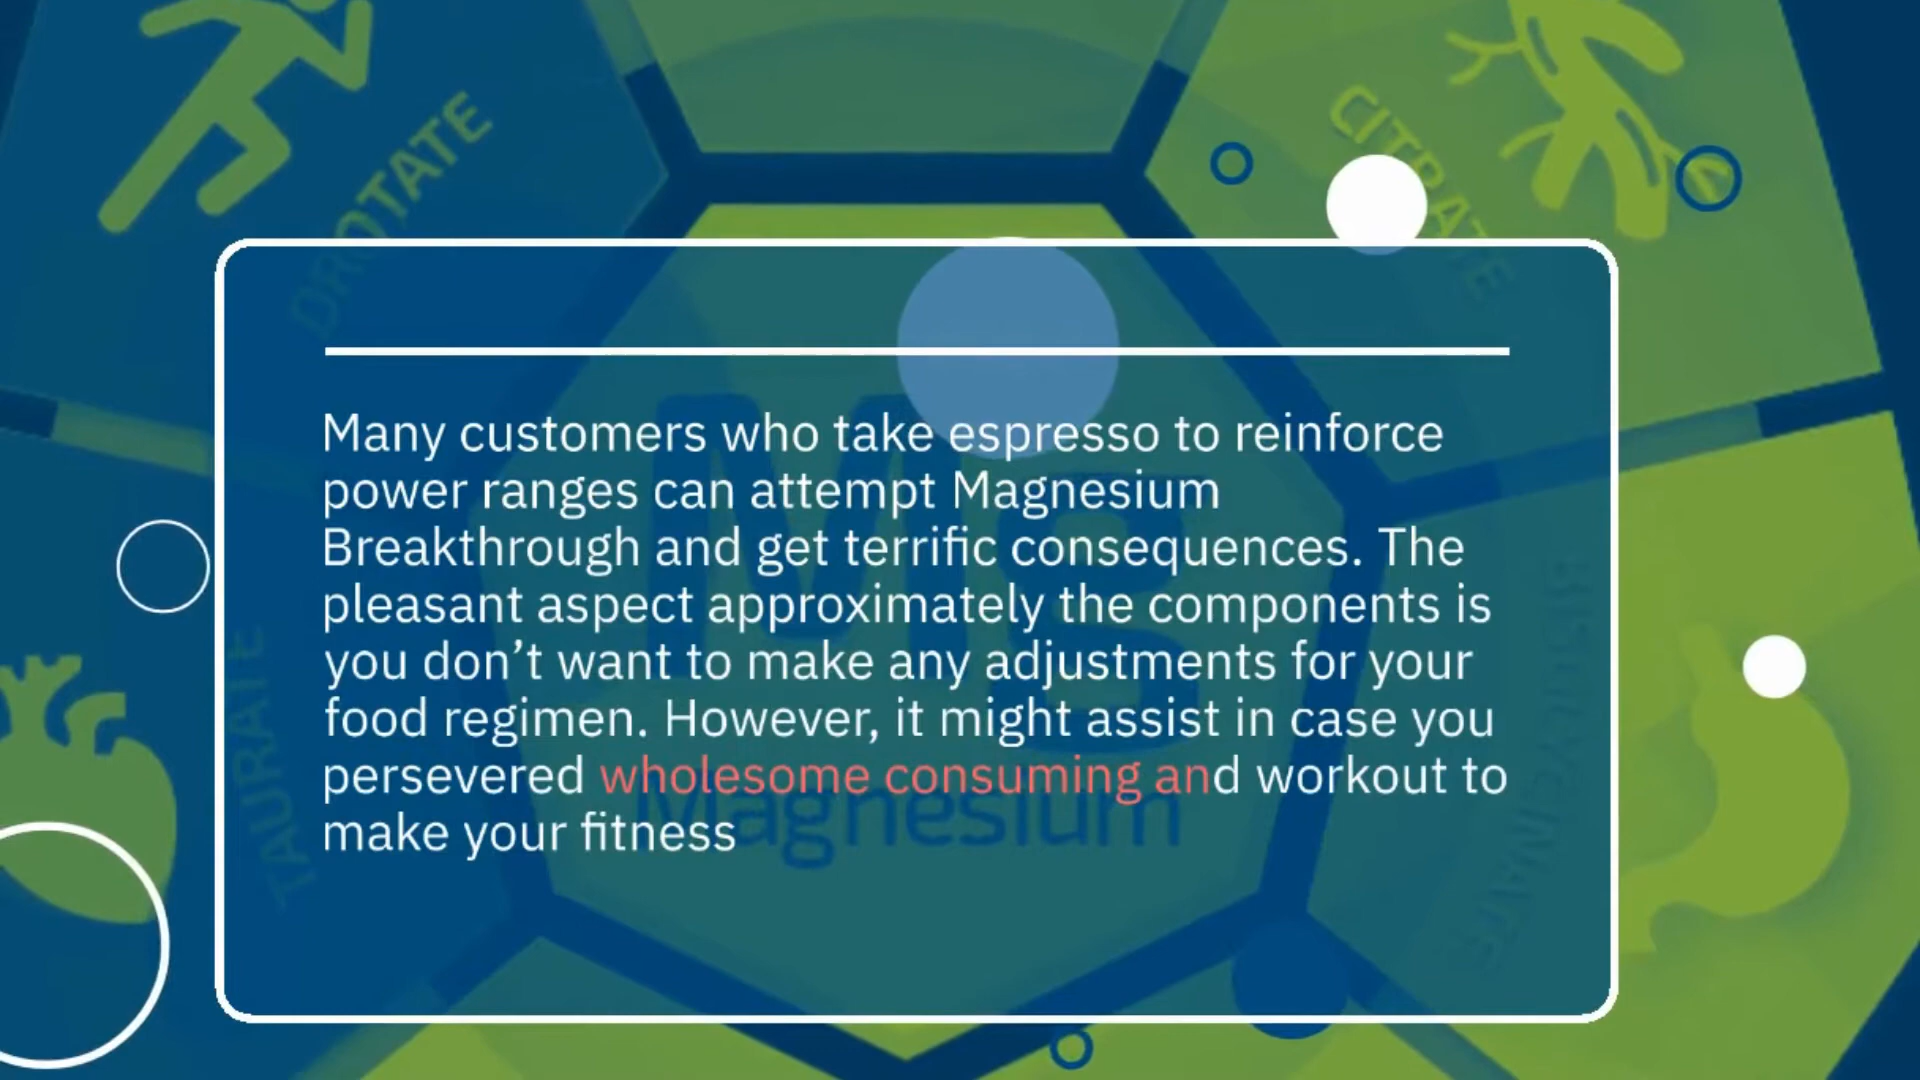 OROTATE
CITRATE
Many customers who take espresso to reinforce
power ranges can attempt Magnesium
Breakthrough and get terrific consequences. The
pleasant aspect approximately the components is
you don’t want to make any adjustments for your
food regimen. However, it might assist in case you
persevered wholesome consuming and workout to
make your fitness
Mg
Magnesium
TAURATE
BISGLYCINATE